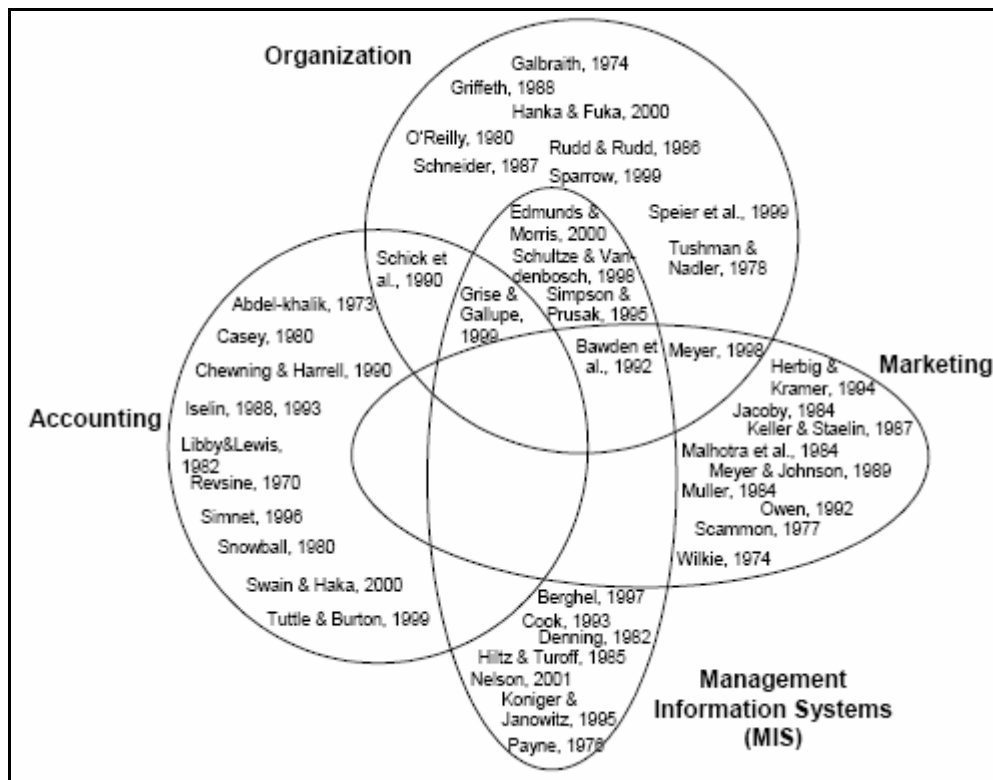 Organization
Galbraith, 1974
Griffeth, 1988
Hanka & Fuka, 2000
O'Reilly, 1980
Rudd & Rudd, 1986
Schneider, 1987
Sparrow, 1999
Edmunds &
Morris, 2000
Speier et al., 1999
Schultze & Van-
denbosch, 1998
Tushman &
Nadler, 1978
Schick et
al., 1990
Grise &
Gallupe,
1999
Simpson &
Prusak, 1995
Abdel-khalik, 1973
Casey, 1980
Chewning & Harrell, 1990
Bawden et
al., 1992
Meyer, 1998
Marketing
Herbig &
Kramer, 1994
Jacoby, 1984
Keller & Staelin, 1987
Malhotra et al., 1984
Meyer & Johnson, 1989
Muller, 1984
Owen, 1992
Scammon, 1977
Wilkie, 1974
Accounting
Iselin, 1988, 1993
Libby&Lewis,
1982
Revsine, 1970
Simnet, 1996
Snowball, 1980
Swain & Haka, 2000
Tuttle & Burton, 1999
Berghel, 1997
Cook, 1993
Denning, 1982
Hiltz & Turoff, 1985
Nelson, 2001
Koniger &
Janowitz, 1995
Payne, 1976
Management
Information Systems
(MIS)